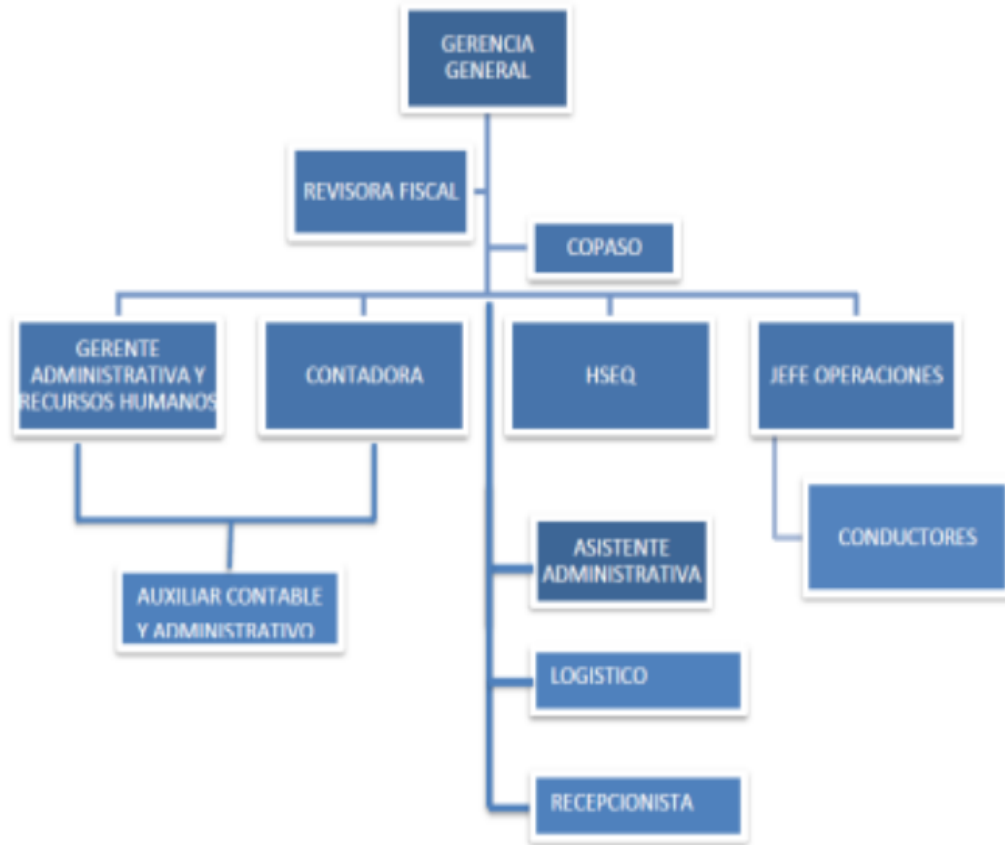 GERENCIA
GENERAL
REVISORA FISCAL
COPASO
GERENTE
ADMINISTRATIVA Y
RECURSOS HUMANOS
CONTADORA
HSEQ
JEFE OPERACIONES
CONDUCTORES
ASISTENTE
ADMINISTRATIVA
AUXILIAR CONTABLE
Y ADMINISTRATIVO
LOGISTICO
RECEPCIONISTA